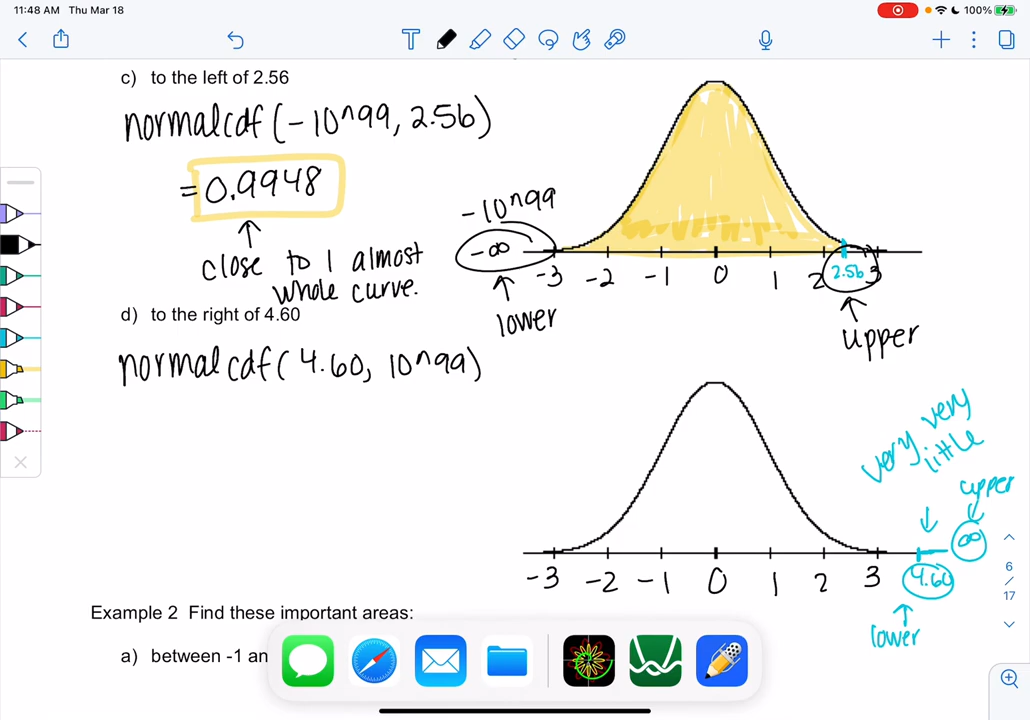 11:48 AM Thu Mar 18
100%
T
c) to the left of 2.56
normalcdf (-10^99, 2.56)
= 0.9948
close to 1 almost
whole curve.
-10^99
-∞
lower
-3 -2 -1 0 1 2 2.56 3
upper
d) to the right of 4.60
normalcdf (4.60, 10^99)
very very
little
upper
∞
-3 -2 -1 0 1 2 3 4.60
lower
6
/
17
Example 2 Find these important areas:
a) between -1 an